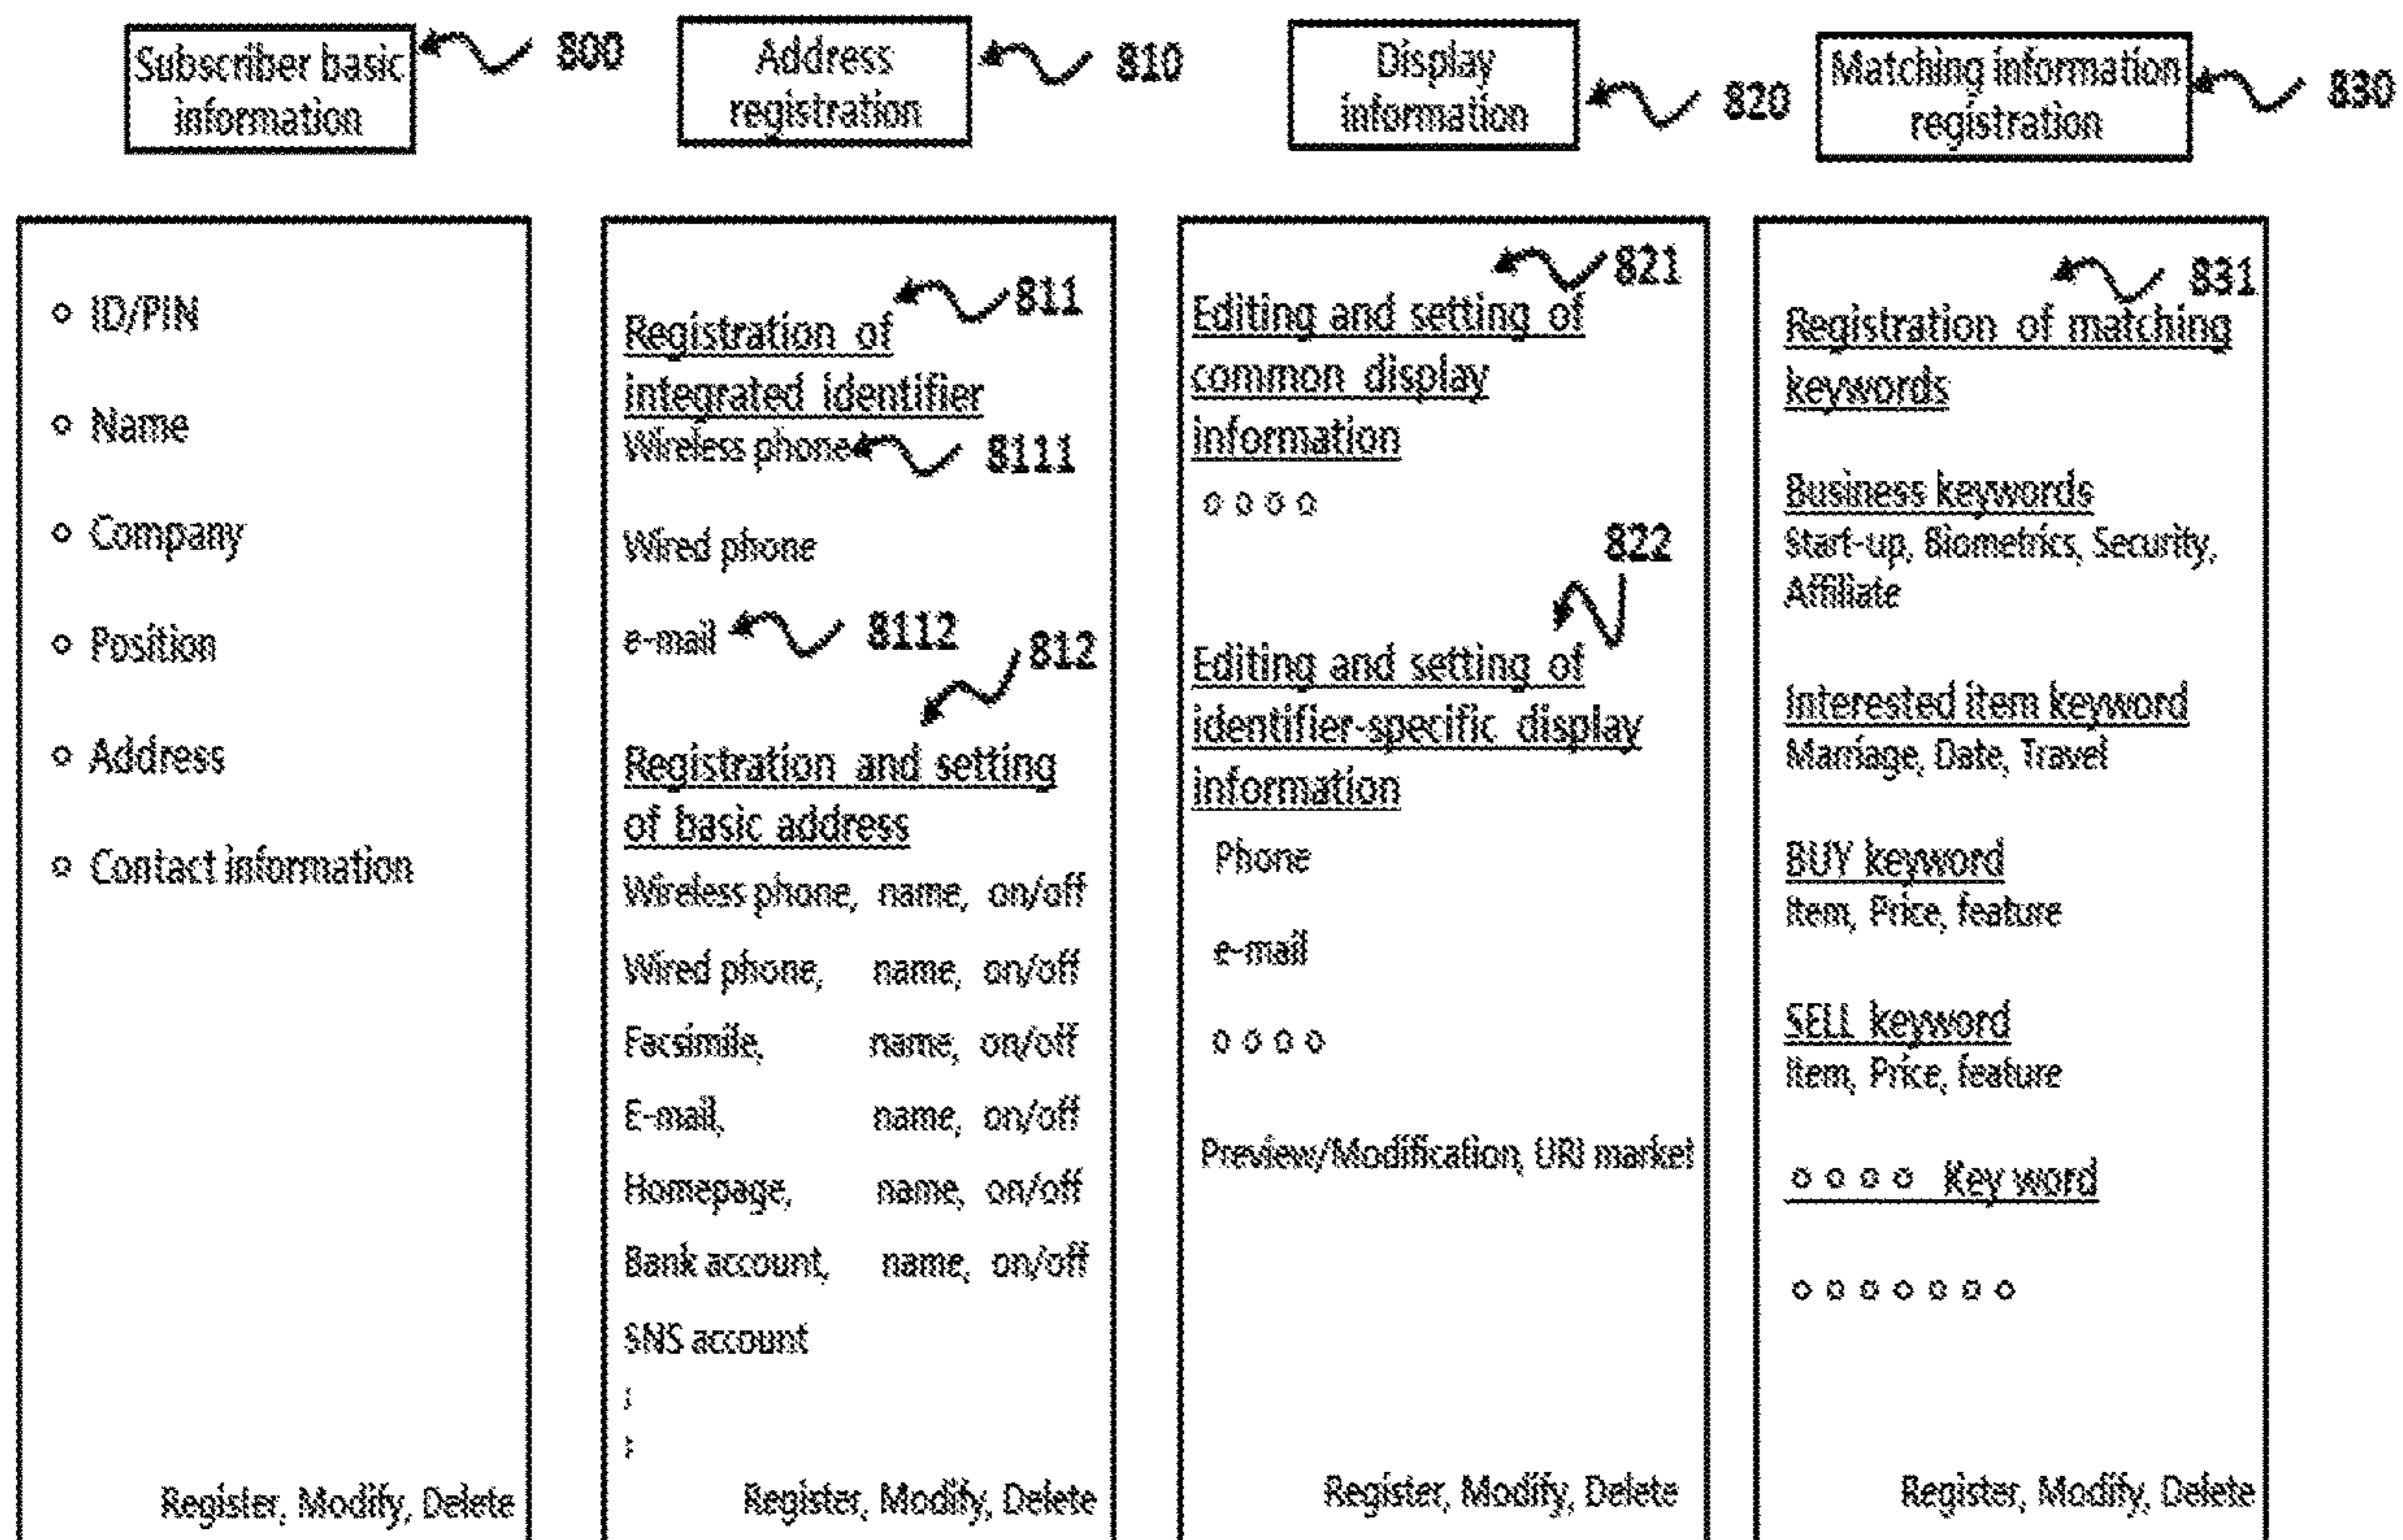 Subscriber basic
information
800
Address
registration
810
Display
information
820
Matching information
registration
830
ID/PIN
Name
Company
Position
Address
Contact information
Register, Modify, Delete
811
Registration of
integrated identifier
Wireless phone
8111
Wired phone
e-mail
8112
812
Registration and setting
of basic address
Wireless phone, name, on/off
Wired phone, name, on/off
Facsimile, name, on/off
E-mail, name, on/off
Homepage, name, on/off
Bank account, name, on/off
SNS account
:
:
Register, Modify, Delete
821
Editing and setting of
common display
information
o o o o
822
Editing and setting of
identifier-specific display
information
Phone
e-mail
o o o o
Preview/Modification, URI market
Register, Modify, Delete
831
Registration of matching
keywords
Business keywords
Start-up, Biometrics, Security,
Affiliate
Interested item keyword
Marriage, Date, Travel
BUY keyword
Item, Price, feature
SELL keyword
Item, Price, feature
o o o o Key word
o o o o o o o
Register, Modify, Delete